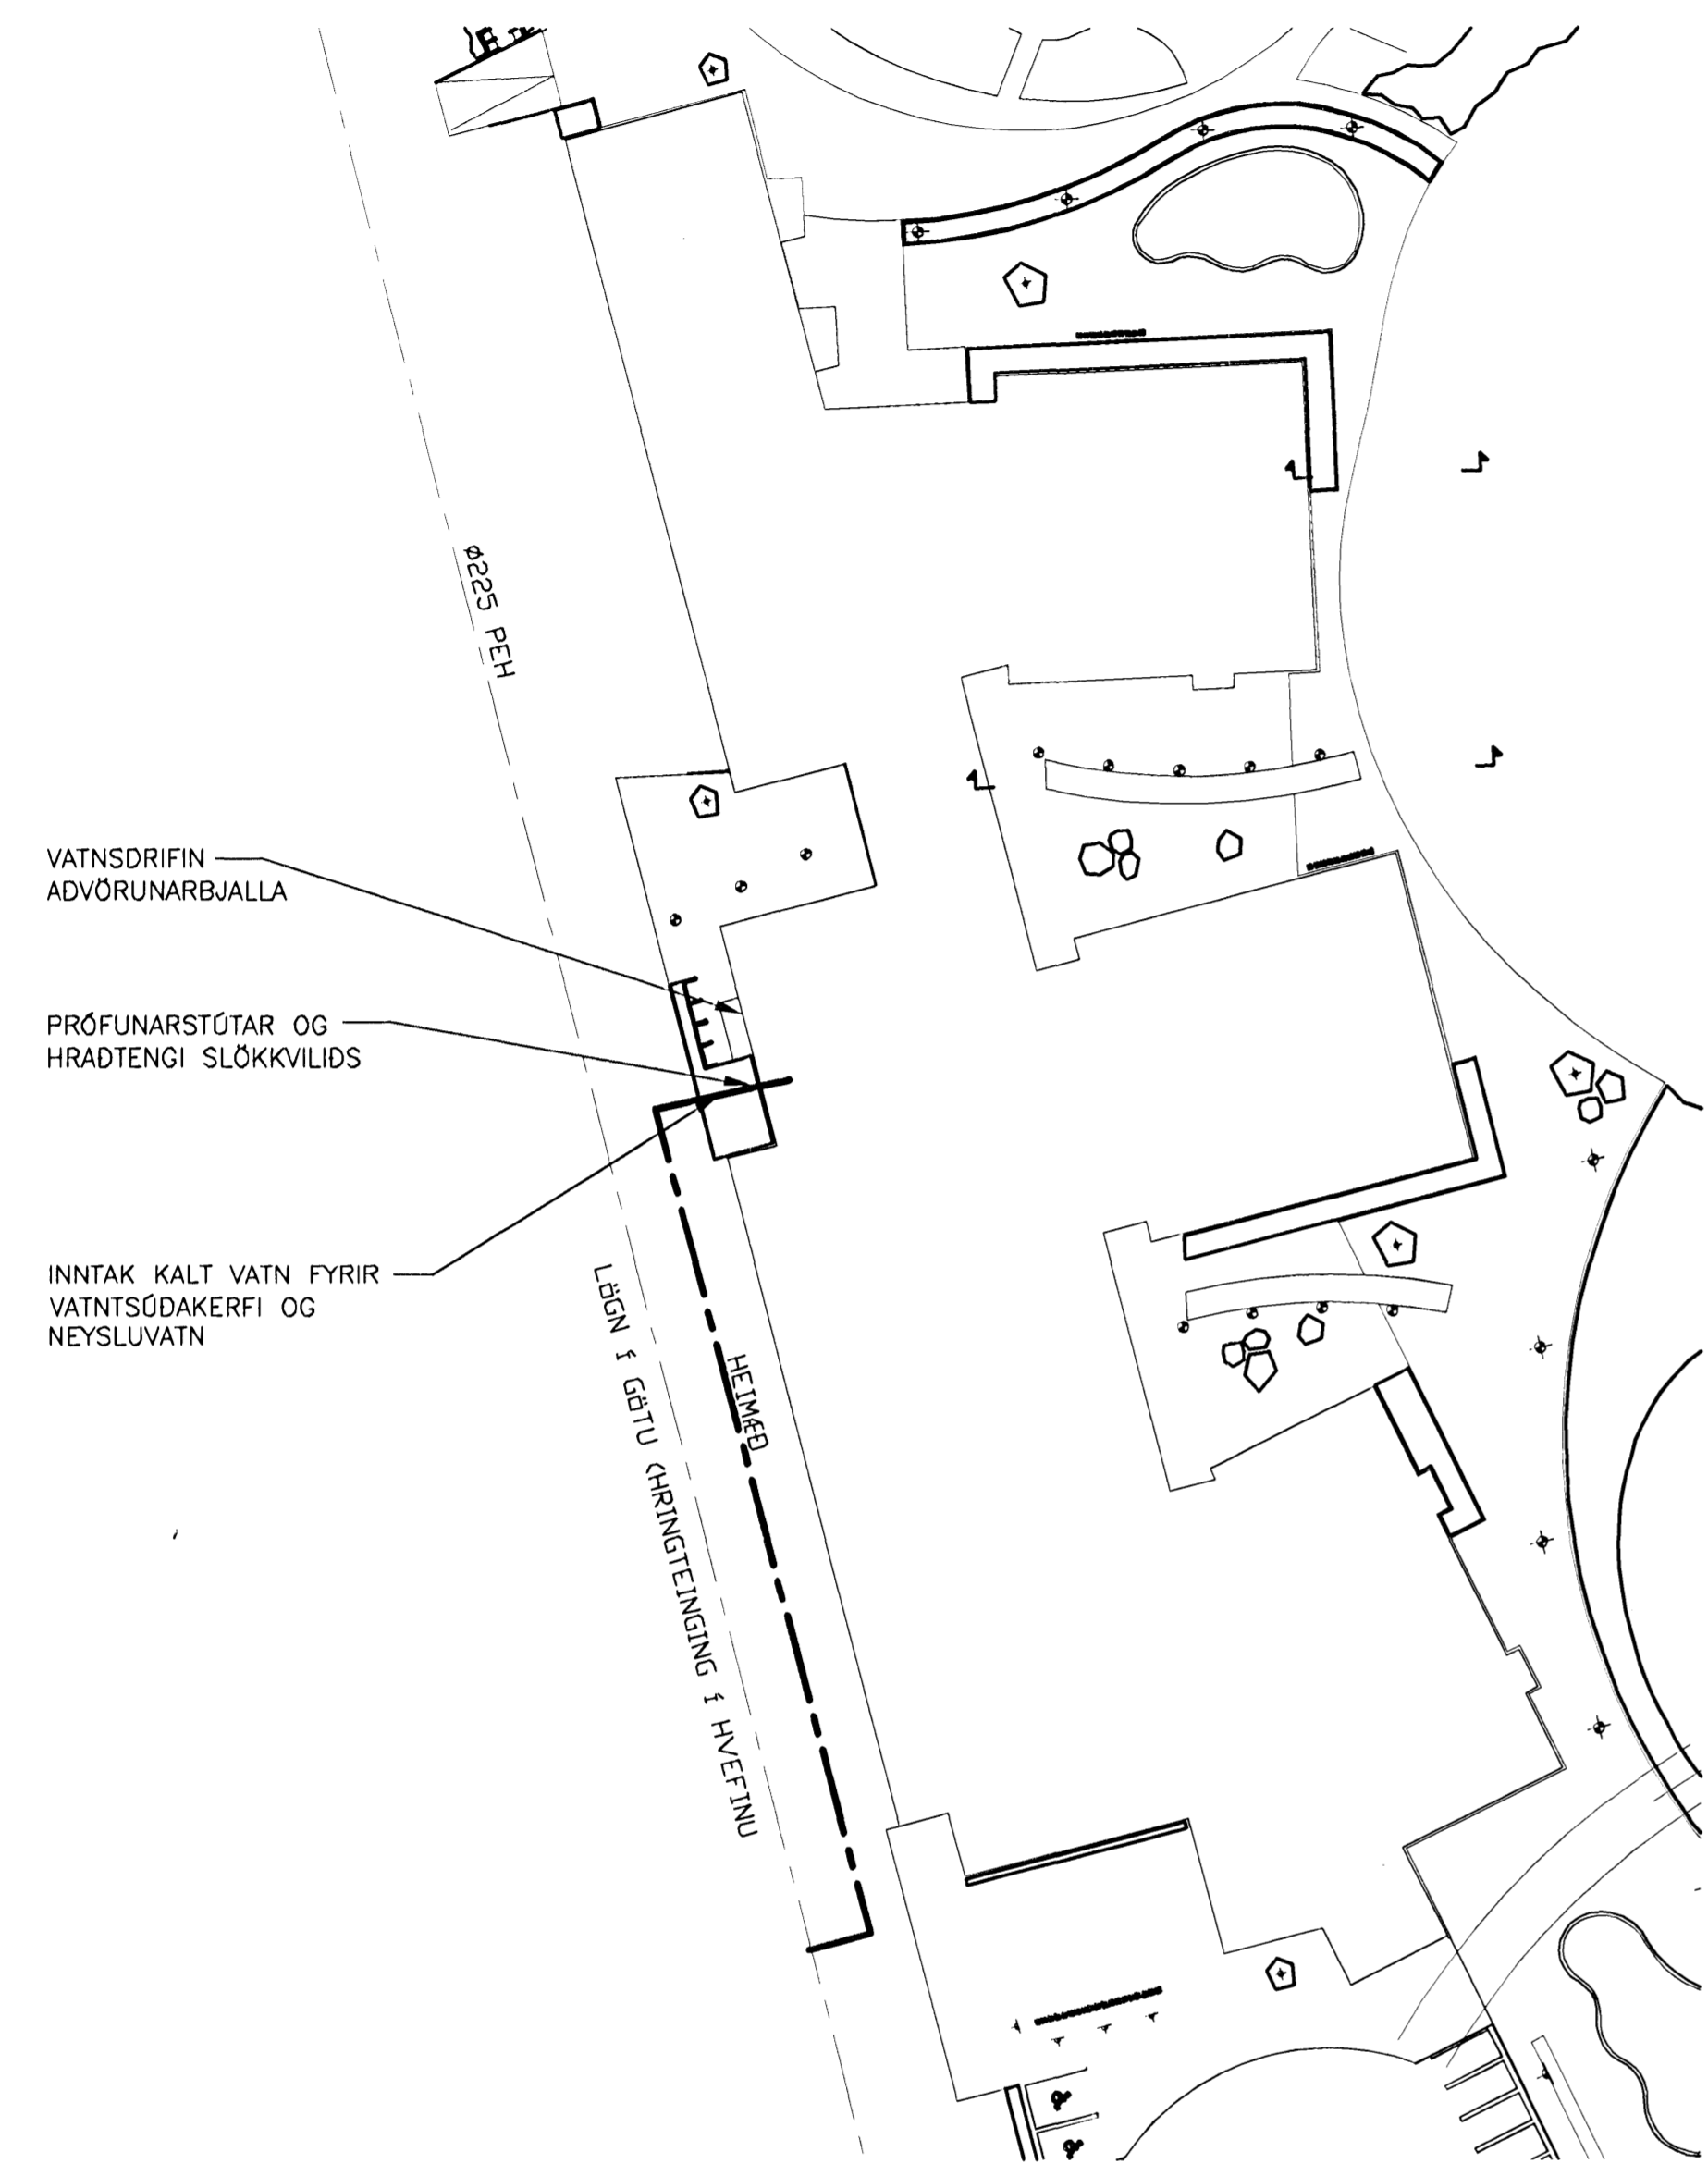 Ø225 PEH
VATNSDRIFIN
AÐVÖRUNARBJALLA
PRÓFUNARSTÚTAR OG
HRAÐTENGI SLÖKKVILIÐS
INNTAK KALT VATN FYRIR
VATNTSÚÐAKERFI OG
NEYSLUVATN
LÖGN Í GÖTU (HRINGTEINGING Í HVEFINU
HEIMÆÐ